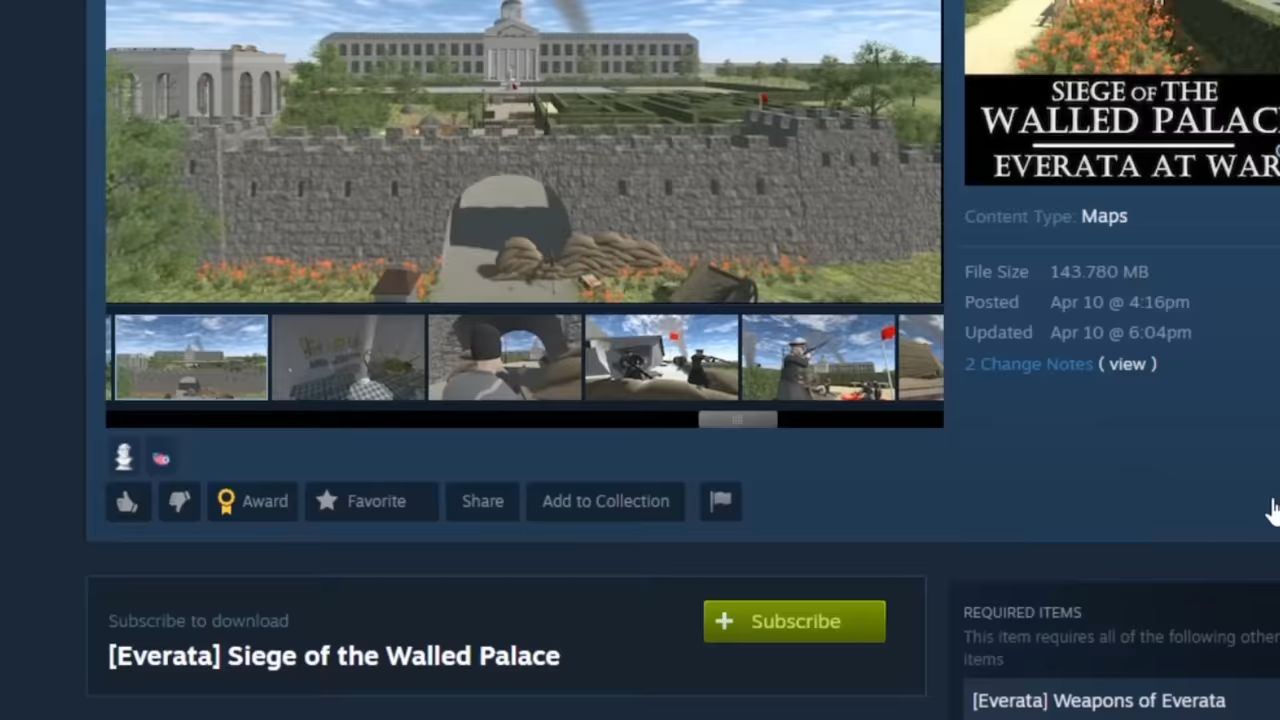 SIEGE OF THE
WALLED PALAC
EVERATA AT WAR
Content Type: Maps
File Size 143.780 MB
Posted Apr 10 @ 4:16pm
Updated Apr 10 @ 6:04pm
2 Change Notes ( view )
Award
Favorite
Share
Add to Collection
Subscribe to download
[Everata] Siege of the Walled Palace
+ Subscribe
REQUIRED ITEMS
This item requires all of the following other
items
[Everata] Weapons of Everata